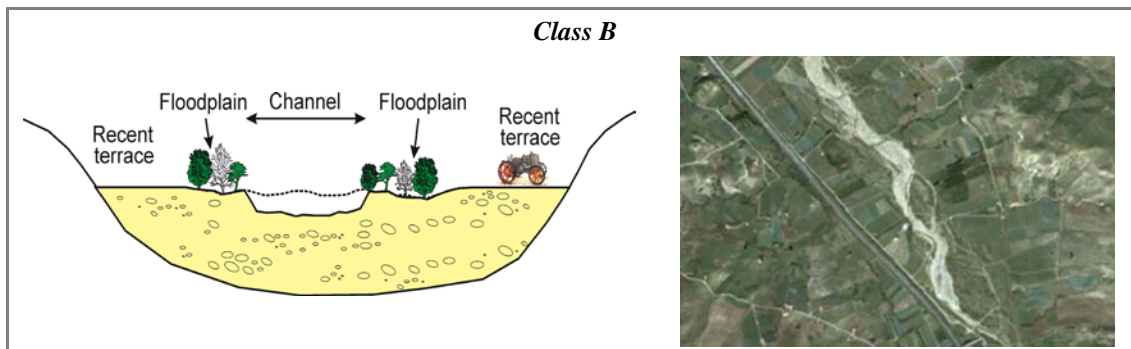 Class B
Floodplain
Channel
Floodplain
Recent
terrace
Recent
terrace